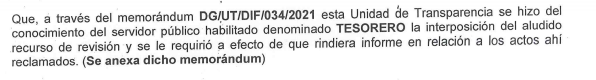 Que, a través del memorándum DG/UT/DIF/034/2021 esta Unidad de Transparencia se hizo del
conocimiento del servidor público habilitado denominado TESORERO la interposición del aludido
recurso de revisión y se le requirió a efecto de que rindiera informe en relación a los actos ahí
reclamados. (Se anexa dicho memorándum)